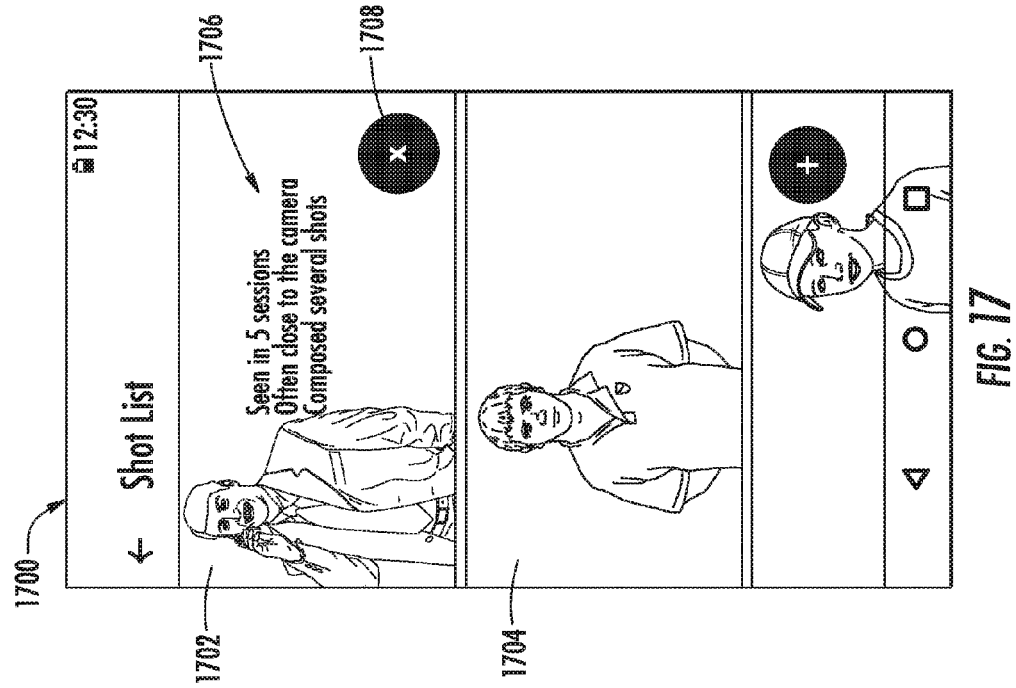 1700
12:30
← Shot List
1702
Seen in 5 sessions
Often close to the camera
Composed several shots
1706
x
1708
1704
+
FIG. 17